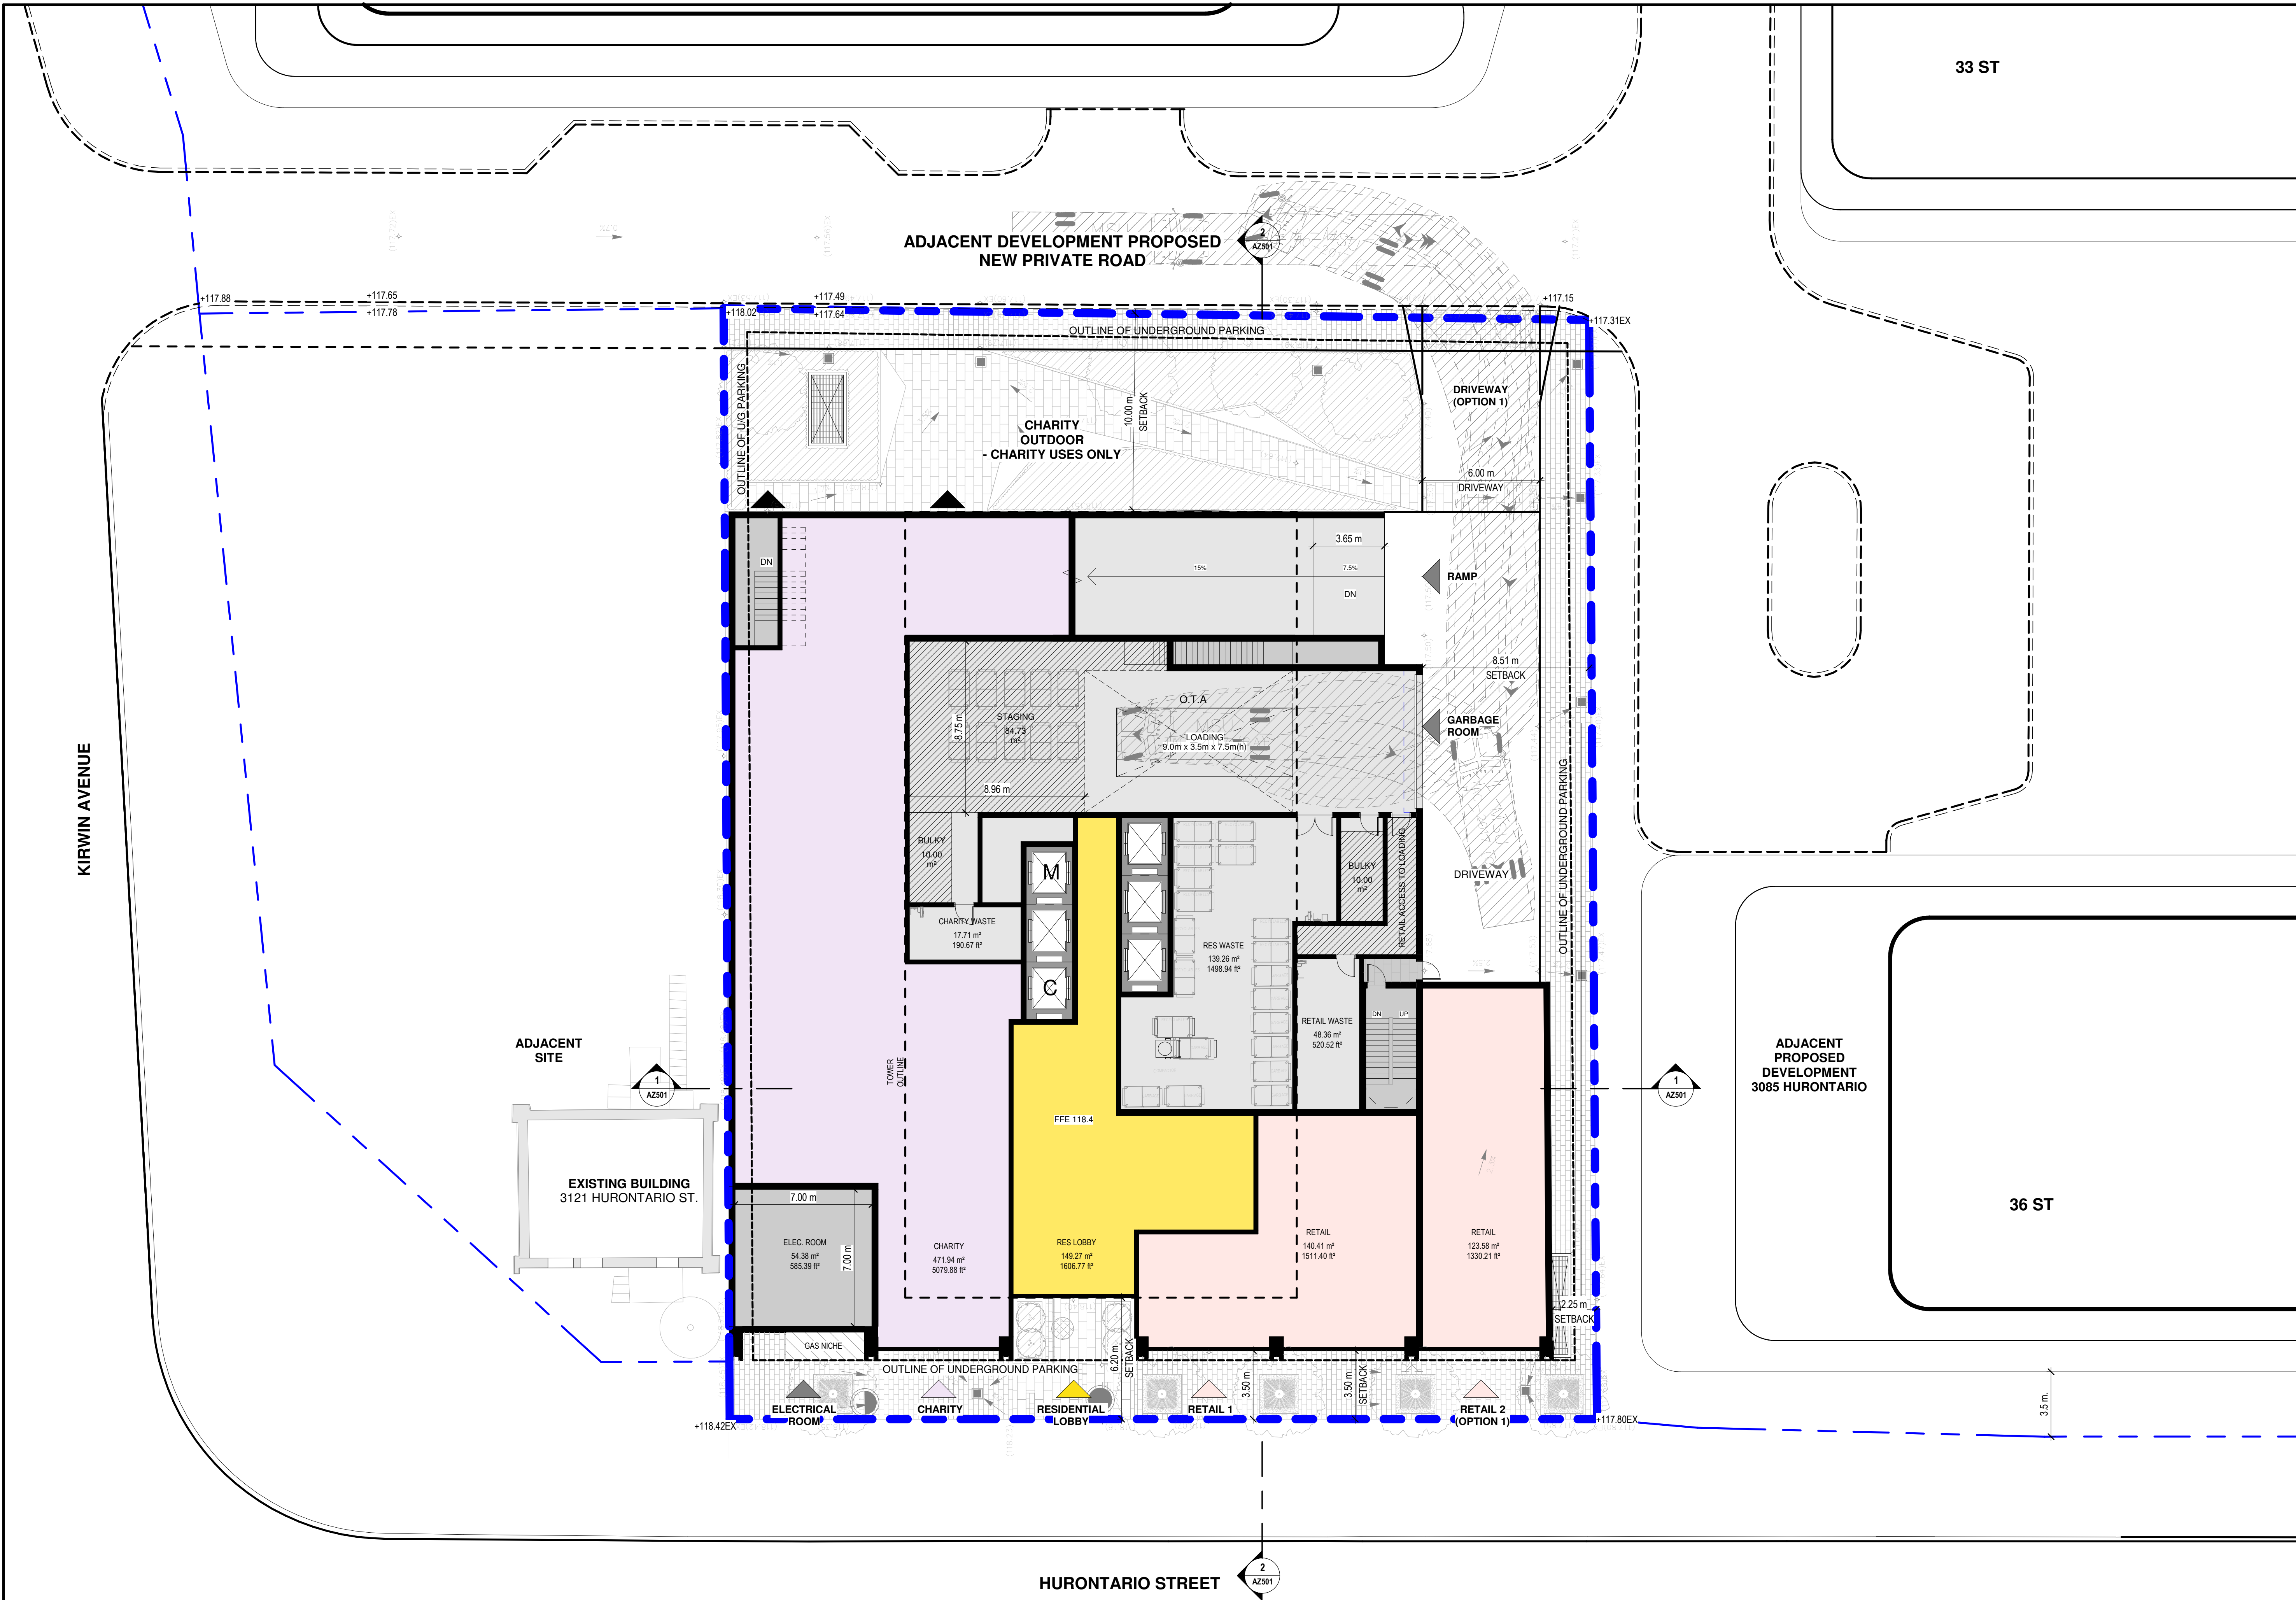 33 ST
ADJACENT DEVELOPMENT PROPOSED
NEW PRIVATE ROAD
2
AZ501
+117.88
+117.65
+117.78
+118.02
+117.49
+117.64
+117.15
+117.31EX
OUTLINE OF UNDERGROUND PARKING
OUTLINE OF U/G PARKING
10.00 m
SETBACK
CHARITY
OUTDOOR
- CHARITY USES ONLY
DRIVEWAY
(OPTION 1)
6.00 m
DRIVEWAY
DN
3.65 m
15%
7.5%
DN
RAMP
8.51 m
SETBACK
O.T.A
STAGING
84.73
m²
8.75 m
LOADING
9.0m x 3.5m x 7.5m(h)
GARBAGE
ROOM
8.96 m
KIRWIN AVENUE
BULKY
10.00
m²
M
C
BULKY
10.00
m²
RETAIL ACCESS TO LOADING
DRIVEWAY
OUTLINE OF UNDERGROUND PARKING
CHARITY WASTE
17.71 m²
190.67 ft²
RES WASTE
139.26 m²
1498.94 ft²
RETAIL WASTE
48.36 m²
520.52 ft²
DN
UP
ADJACENT
SITE
1
AZ501
TOWER
OUTLINE
1
AZ501
ADJACENT
PROPOSED
DEVELOPMENT
3085 HURONTARIO
FFE 118.4
EXISTING BUILDING
3121 HURONTARIO ST.
36 ST
7.00 m
7.00 m
ELEC. ROOM
54.38 m²
585.39 ft²
CHARITY
471.94 m²
5079.88 ft²
RES LOBBY
149.27 m²
1606.77 ft²
RETAIL
140.41 m²
1511.40 ft²
RETAIL
123.58 m²
1330.21 ft²
2.25 m
SETBACK
GAS NICHE
OUTLINE OF UNDERGROUND PARKING
6.20 m
SETBACK
3.50 m
3.50 m
SETBACK
3.5 m.
ELECTRICAL
ROOM
CHARITY
RESIDENTIAL
LOBBY
RETAIL 1
RETAIL 2
(OPTION 1)
+118.42EX
+117.80EX
HURONTARIO STREET
2
AZ501